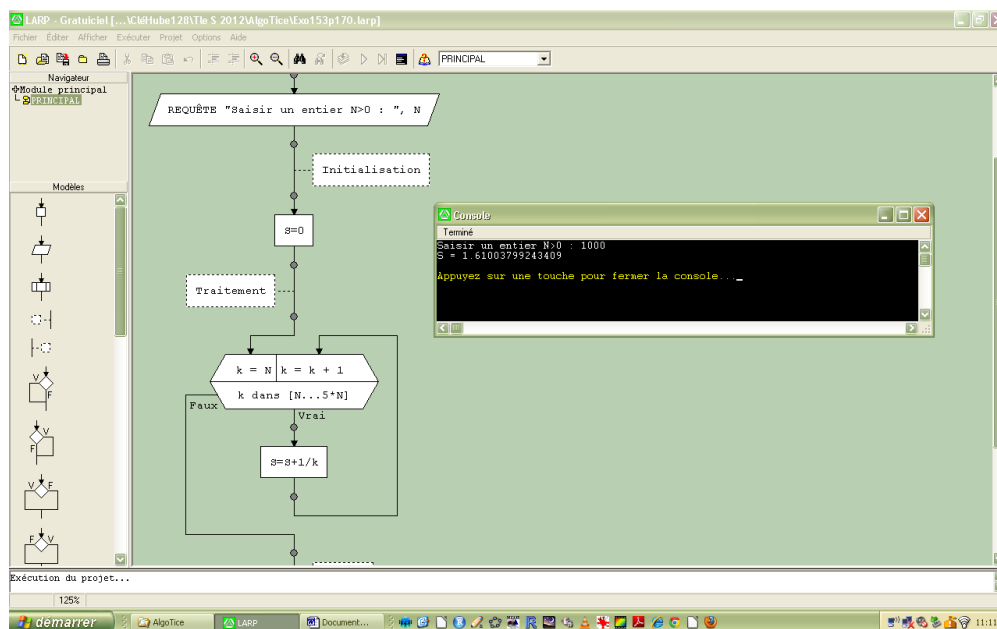 LARP - Gratuiciel [...\CléHube128\Tle S 2012\AlgoTice\Exo153p170.larp]
Fichier Éditer Afficher Exécuter Projet Options Aide
PRINCIPAL
Navigateur
Module principal
PRINCIPAL
Modèles
V
F
V
F
V F
F V
REQUÊTE "Saisir un entier N>0 : ", N
Initialisation
S=0
Traitement
k = N k = k + 1
k dans [N...5*N]
Faux
Vrai
S=S+1/k
Console
Terminé
Saisir un entier N>0 : 1000
S = 1.61003799243409
Appuyez sur une touche pour fermer la console..._
Exécution du projet...
125%
démarrer AlgoTice LARP Document... 11:11